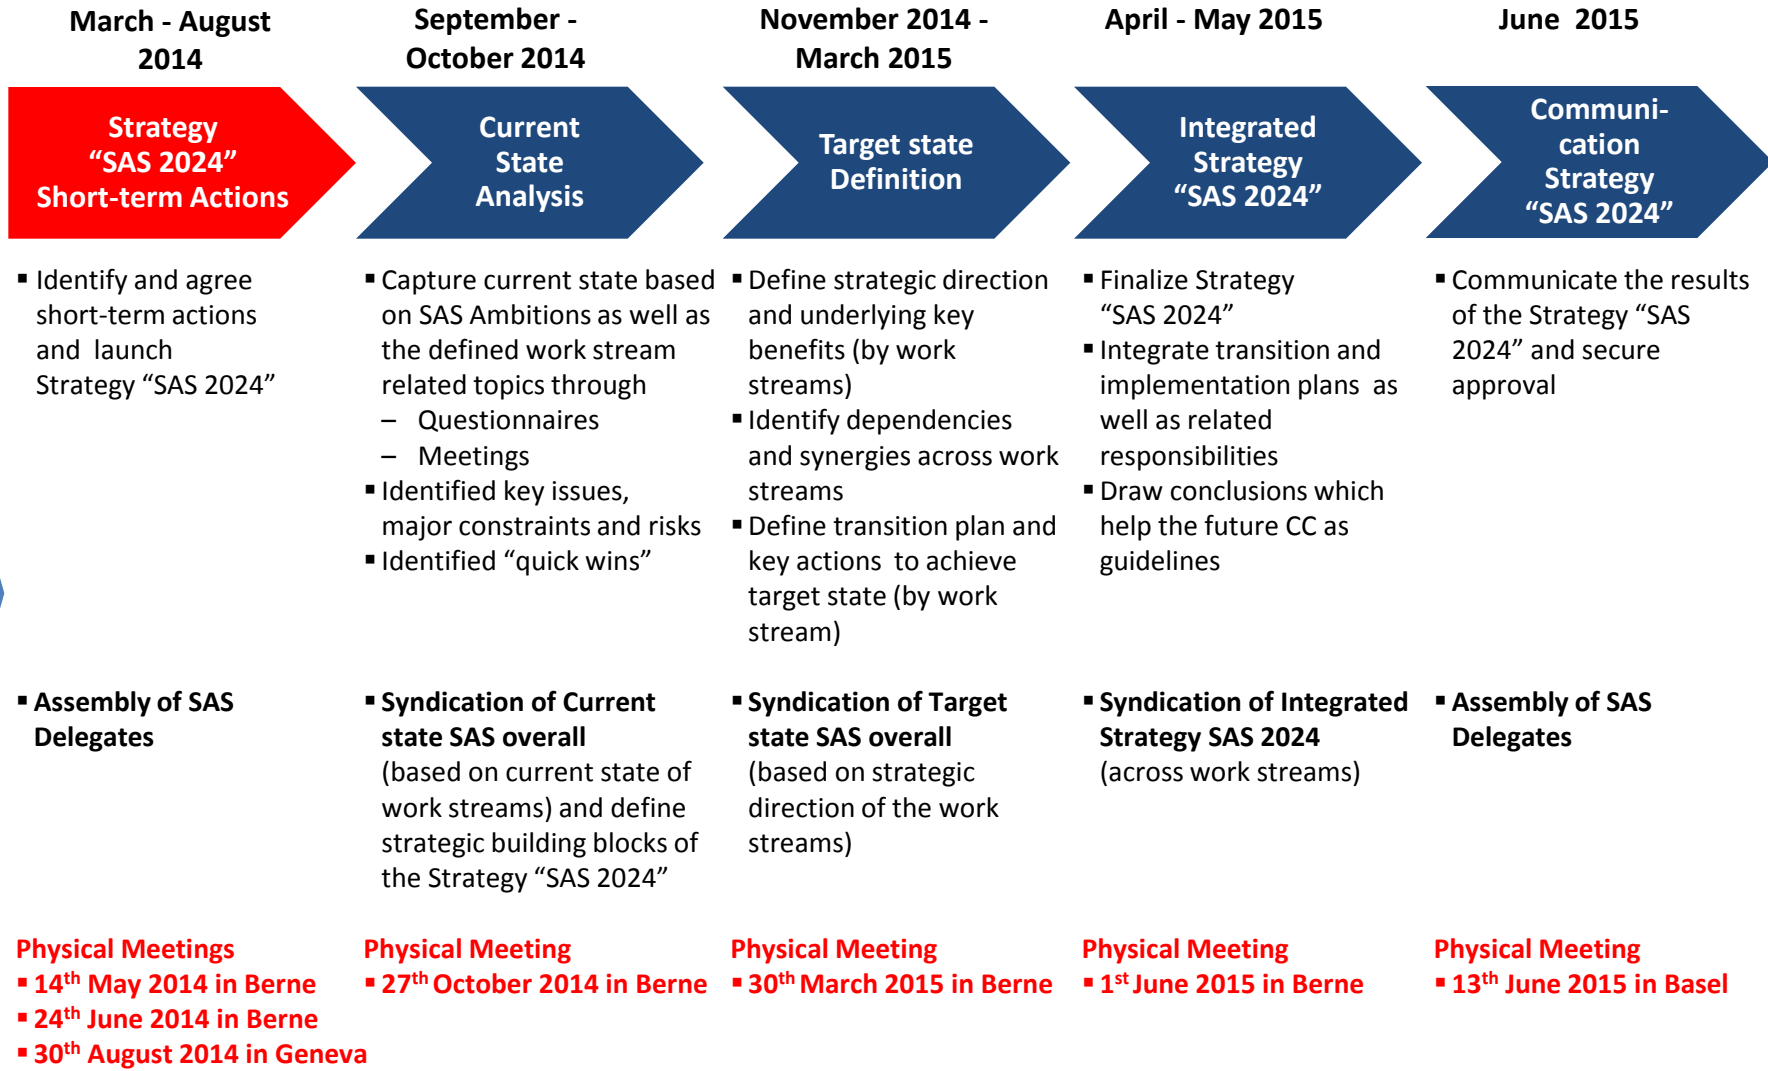 March - August
2014
September -
October 2014
November 2014 -
March 2015
April - May 2015
June 2015
Strategy
“SAS 2024”
Short-term Actions
Current
State
Analysis
Target state
Definition
Integrated
Strategy
“SAS 2024”
Communi-
cation
Strategy
“SAS 2024”
▪ Identify and agree
short-term actions
and launch
Strategy “SAS 2024”
▪ Capture current state based
on SAS Ambitions as well as
the defined work stream
related topics through
– Questionnaires
– Meetings
▪ Identified key issues,
major constraints and risks
▪ Identified “quick wins”
▪ Define strategic direction
and underlying key
benefits (by work
streams)
▪ Identify dependencies
and synergies across work
streams
▪ Define transition plan and
key actions to achieve
target state (by work
stream)
▪ Finalize Strategy
“SAS 2024”
▪ Integrate transition and
implementation plans as
well as related
responsibilities
▪ Draw conclusions which
help the future CC as
guidelines
▪ Communicate the results
of the Strategy “SAS
2024” and secure
approval
▪ Assembly of SAS
Delegates
▪ Syndication of Current
state SAS overall
(based on current state of
work streams) and define
strategic building blocks of
the Strategy “SAS 2024”
▪ Syndication of Target
state SAS overall
(based on strategic
direction of the work
streams)
▪ Syndication of Integrated
Strategy SAS 2024
(across work streams)
▪ Assembly of SAS
Delegates
Physical Meetings
▪ 14th May 2014 in Berne
▪ 24th June 2014 in Berne
▪ 30th August 2014 in Geneva
Physical Meeting
▪ 27th October 2014 in Berne
Physical Meeting
▪ 30th March 2015 in Berne
Physical Meeting
▪ 1st June 2015 in Berne
Physical Meeting
▪ 13th June 2015 in Basel